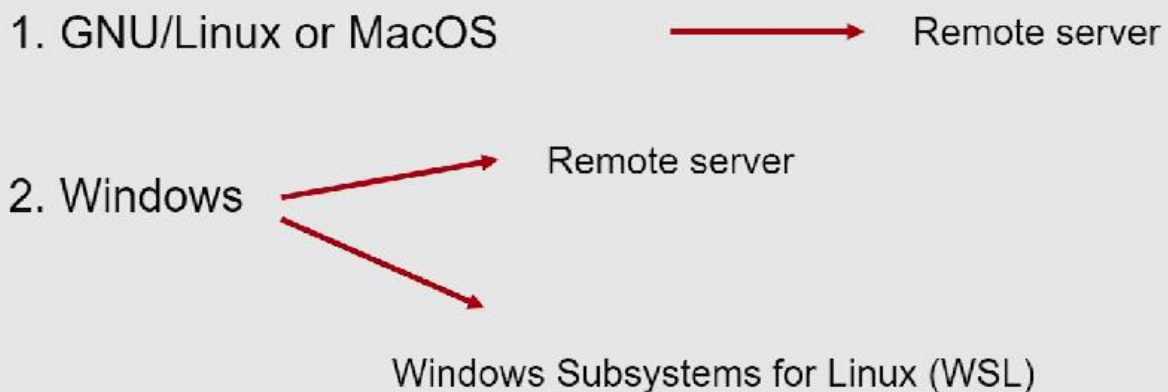 1. GNU/Linux or MacOS Remote server
Remote server
2. Windows
Windows Subsystems for Linux (WSL)